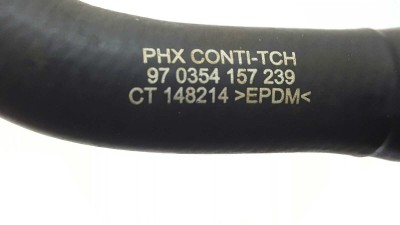 PHX CONTI-TCH
97 0354 157 239
CT 148214 >EPDM<